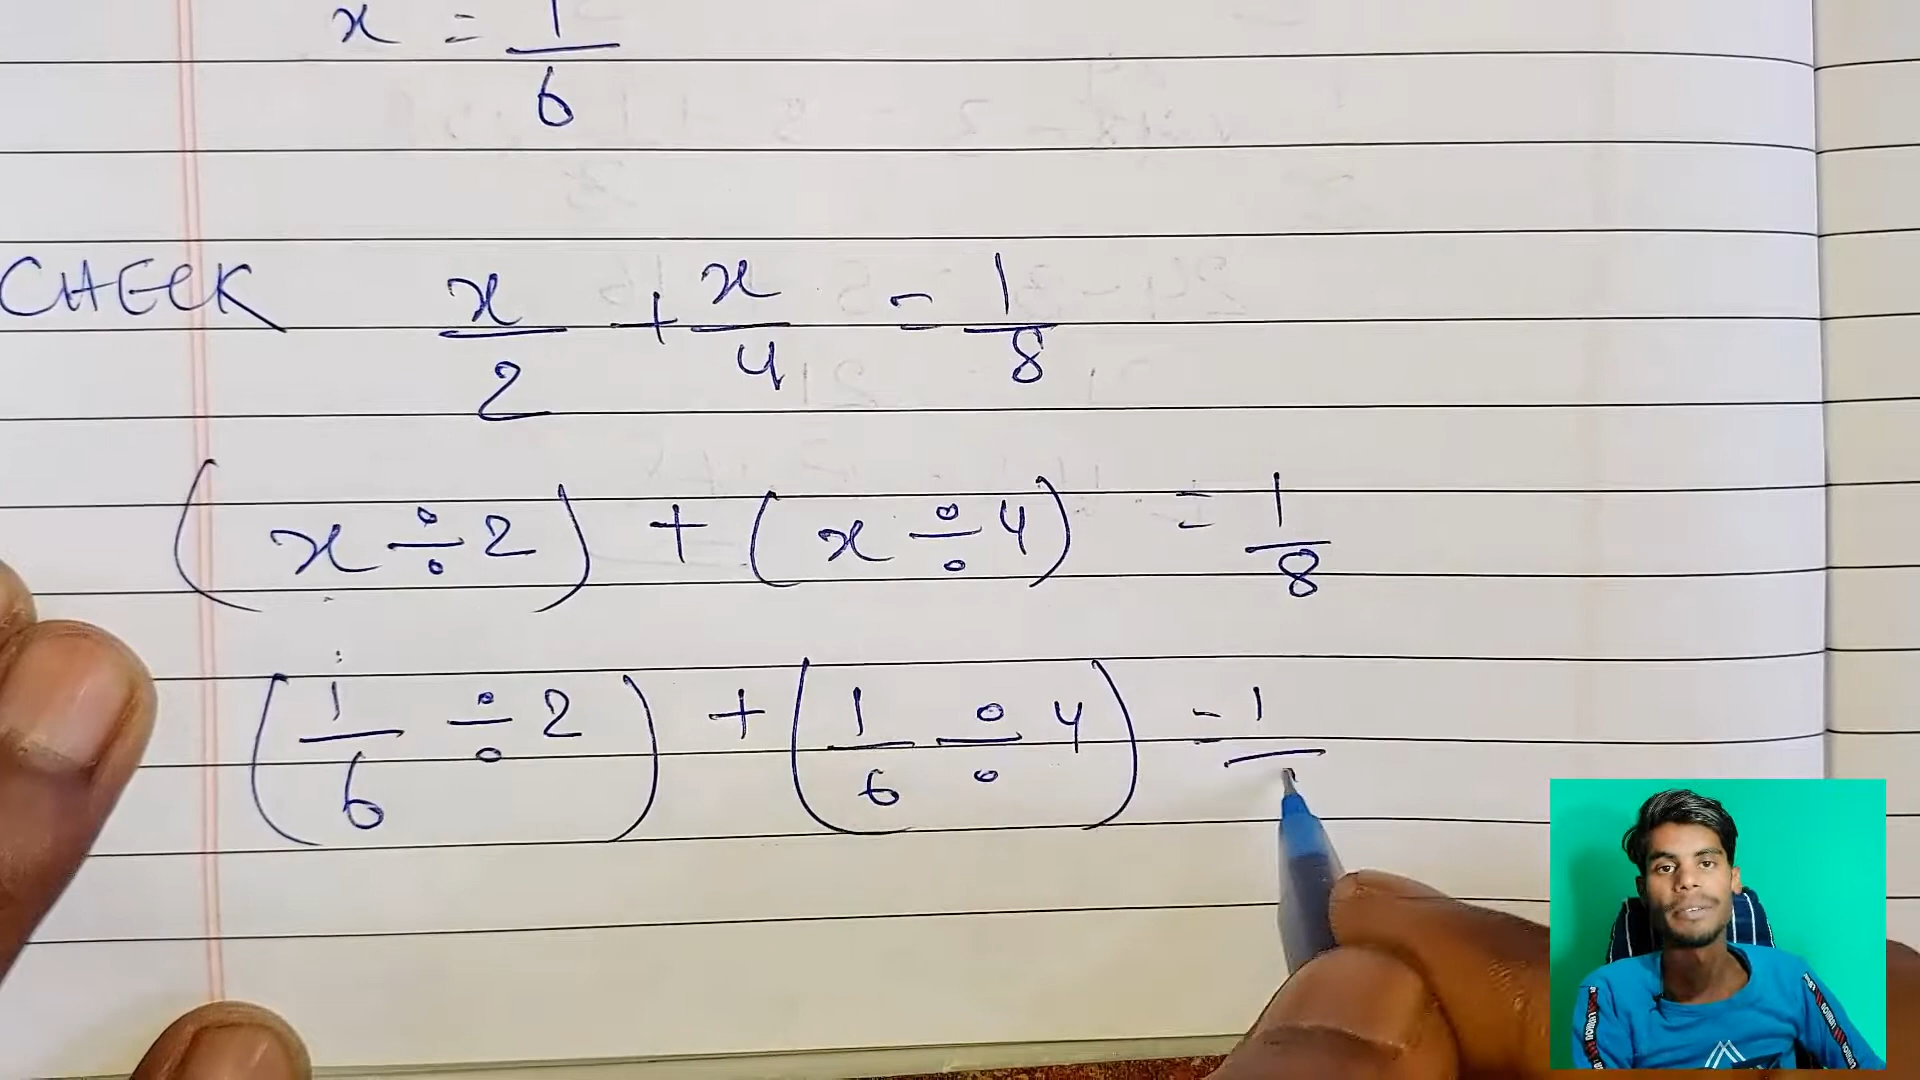 x = 1/6
CHECK x/2 + x/4 = 1/8
(x ÷ 2) + (x ÷ 4) = 1/8
(1/6 ÷ 2) + (1/6 ÷ 4) = 1/